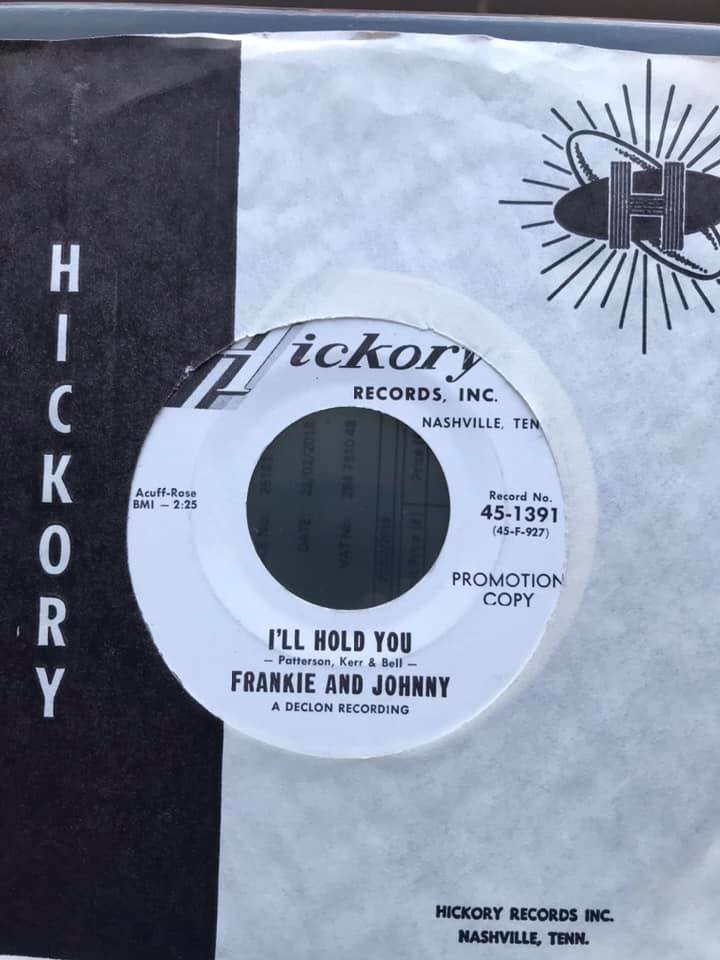 HICKORY
H
Hickory
RECORDS, INC.
NASHVILLE, TEN
Acuff-Rose
BMI — 2:25
Record No.
45-1391
(45-F-927)
PROMOTION
COPY
I'LL HOLD YOU
— Patterson, Kerr & Bell —
FRANKIE AND JOHNNY
A DECLON RECORDING
HICKORY RECORDS INC.
NASHVILLE, TENN.